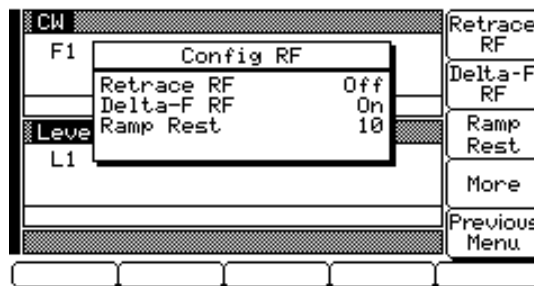 CW
F1
Config RF
Retrace RF Off
Delta-F RF On
Ramp Rest 10
Leve
L1
Retrace
RF
Delta-F
RF
Ramp
Rest
More
Previous
Menu